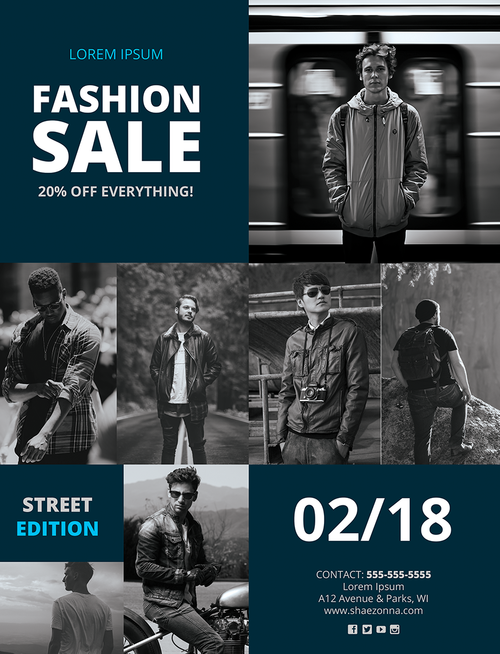 LOREM IPSUM
FASHION
SALE
20% OFF EVERYTHING!
STREET
EDITION
02/18
CONTACT: 555-555-5555
Lorem Ipsum
A12 Avenue & Parks, WI
www.shaezonna.com